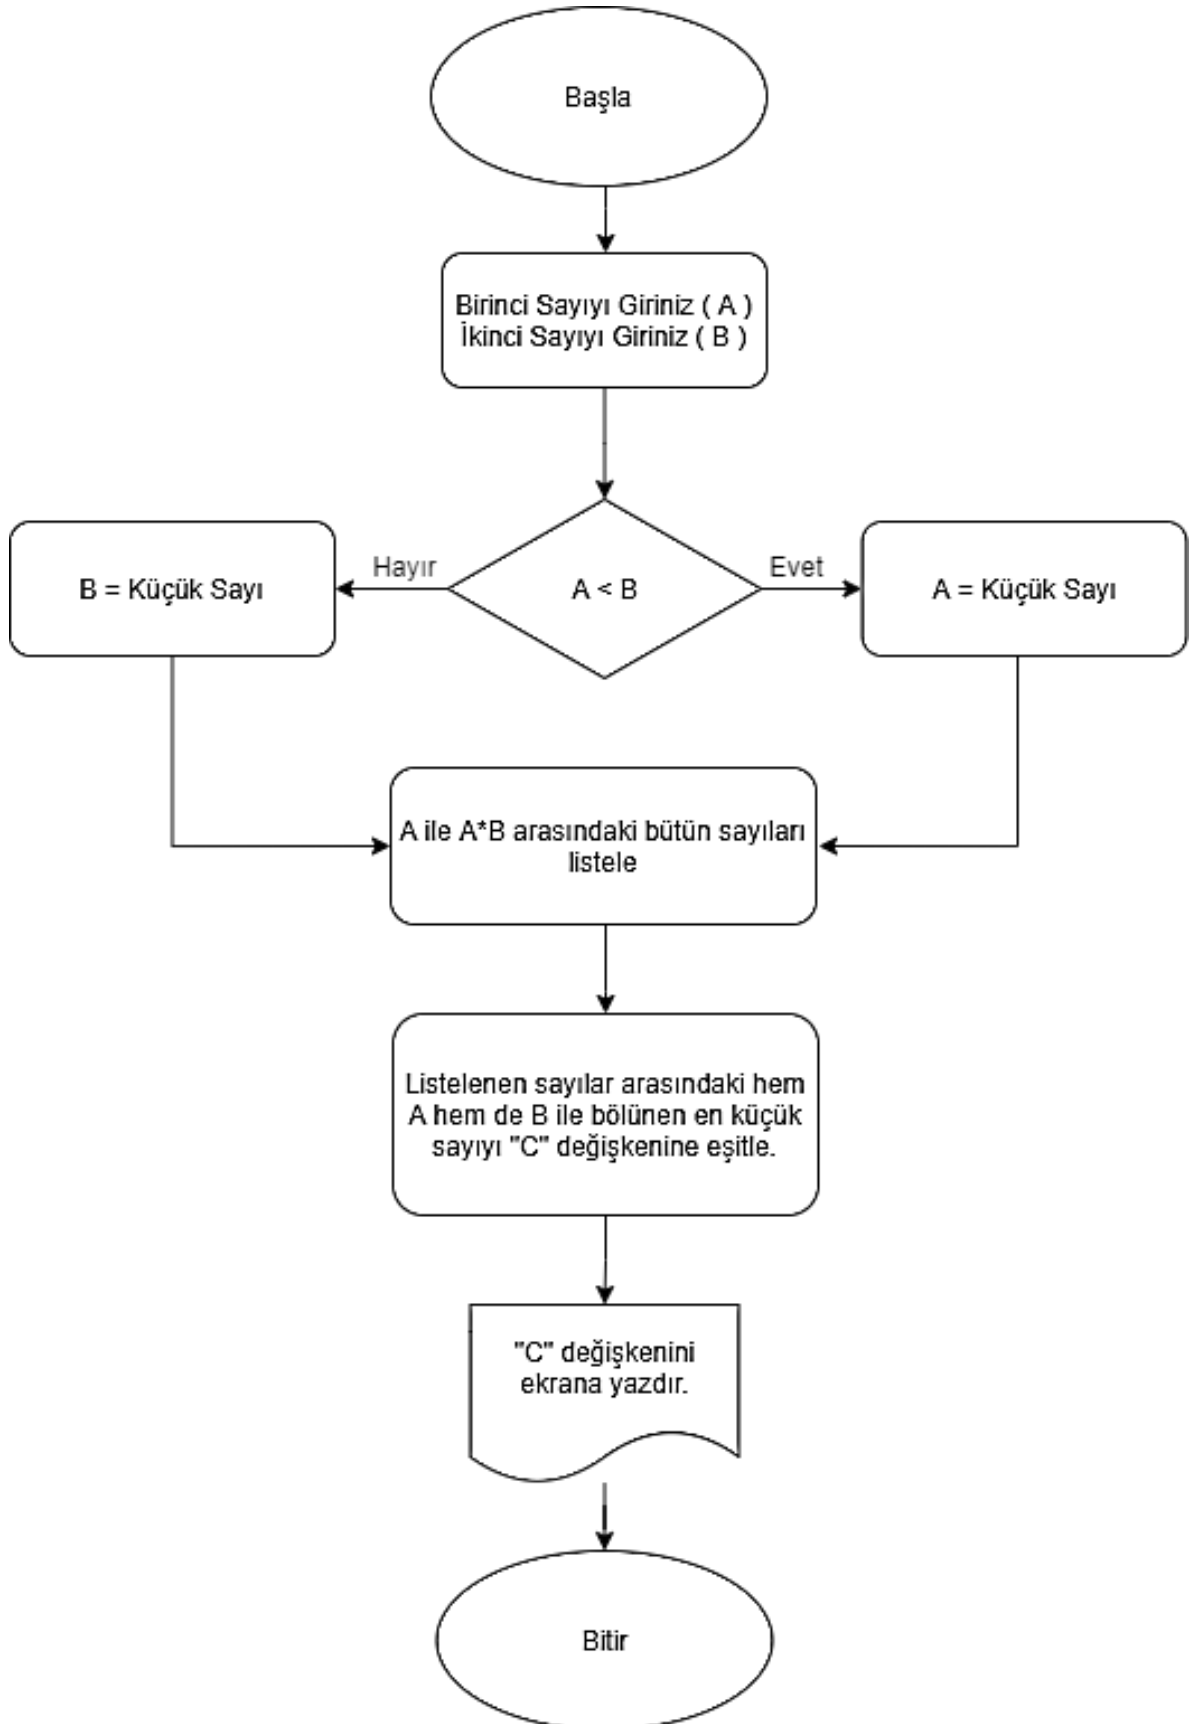 Başla
Birinci Sayıyı Giriniz ( A )
İkinci Sayıyı Giriniz ( B )
B = Küçük Sayı
Hayır
A < B
Evet
A = Küçük Sayı
A ile A*B arasındaki bütün sayıları
listele
Listelenen sayılar arasındaki hem
A hem de B ile bölünen en küçük
sayıyı "C" değişkenine eşitle.
"C" değişkenini
ekrana yazdır.
Bitir